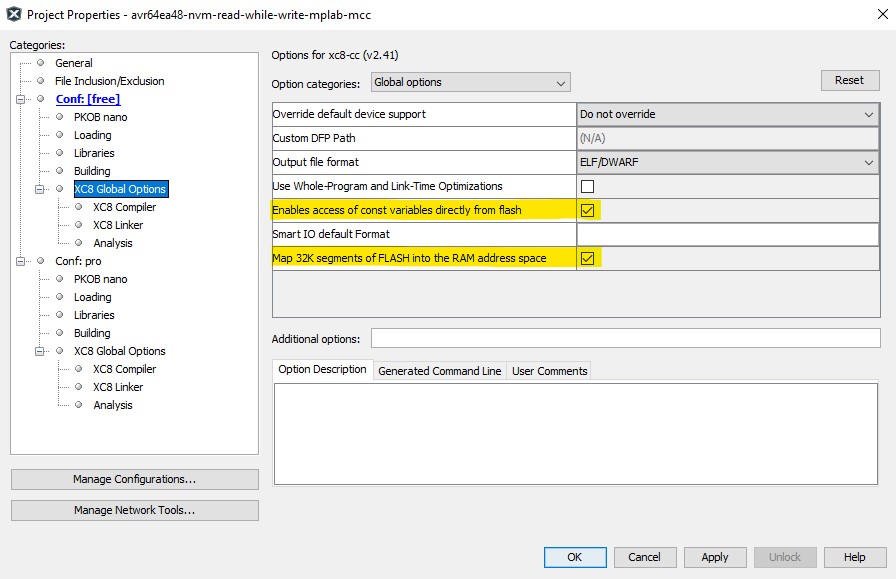 Project Properties - avr64ea48-nvm-read-while-write-mplab-mcc
Categories:
General
File Inclusion/Exclusion
Conf: [free]
PKOB nano
Loading
Libraries
Building
XC8 Global Options
XC8 Compiler
XC8 Linker
Analysis
Conf: pro
PKOB nano
Loading
Libraries
Building
XC8 Global Options
XC8 Compiler
XC8 Linker
Analysis
Manage Configurations...
Manage Network Tools...
Options for xc8-cc (v2.41)
Option categories: Global options
Reset
Override default device support Do not override
Custom DFP Path (N/A)
Output file format ELF/DWARF
Use Whole-Program and Link-Time Optimizations
Enables access of const variables directly from flash
Smart IO default Format
Map 32K segments of FLASH into the RAM address space
Additional options:
Option Description Generated Command Line User Comments
OK Cancel Apply Unlock Help